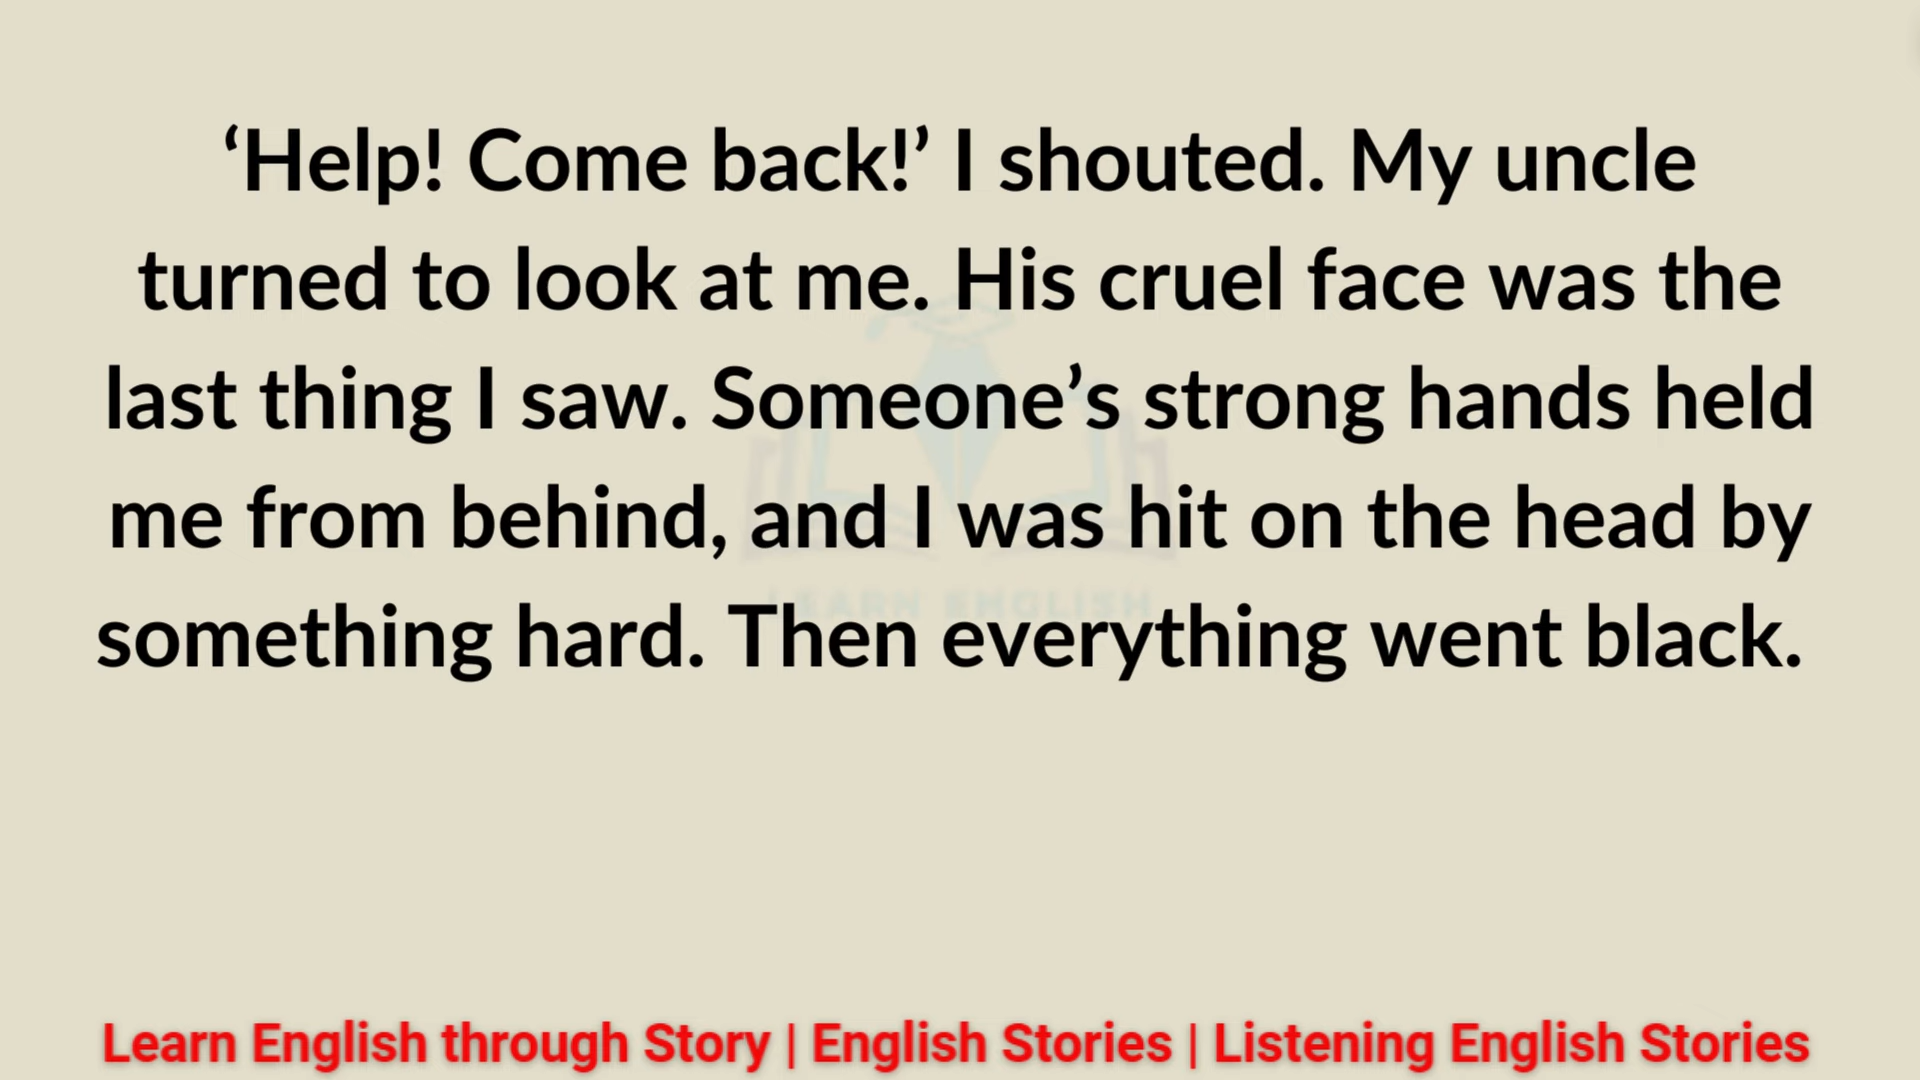 ‘Help! Come back!’ I shouted. My uncle
turned to look at me. His cruel face was the
last thing I saw. Someone’s strong hands held
me from behind, and I was hit on the head by
something hard. Then everything went black.
LEARN ENGLISH
Learn English through Story | English Stories | Listening English Stories